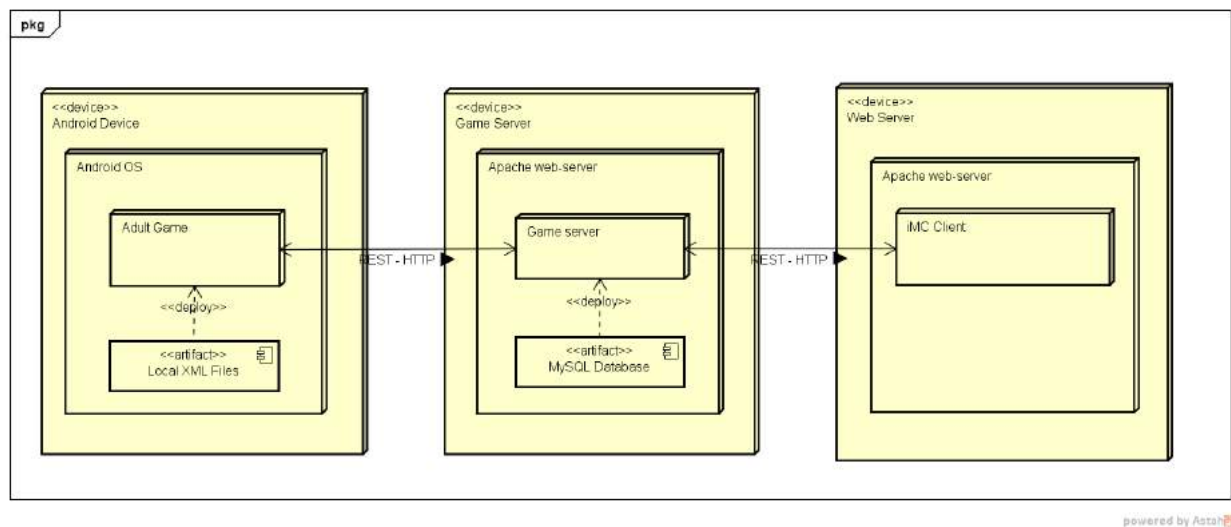 pkg
<<device>>
Android Device
Android OS
Adult Game
<<deploy>>
<<artifact>>
Local XML Files
REST - HTTP
<<device>>
Game Server
Apache web-server
Game server
<<deploy>>
<<artifact>>
MySQL Database
REST - HTTP
<<device>>
Web Server
Apache web-server
iMC Client
powered by Astah